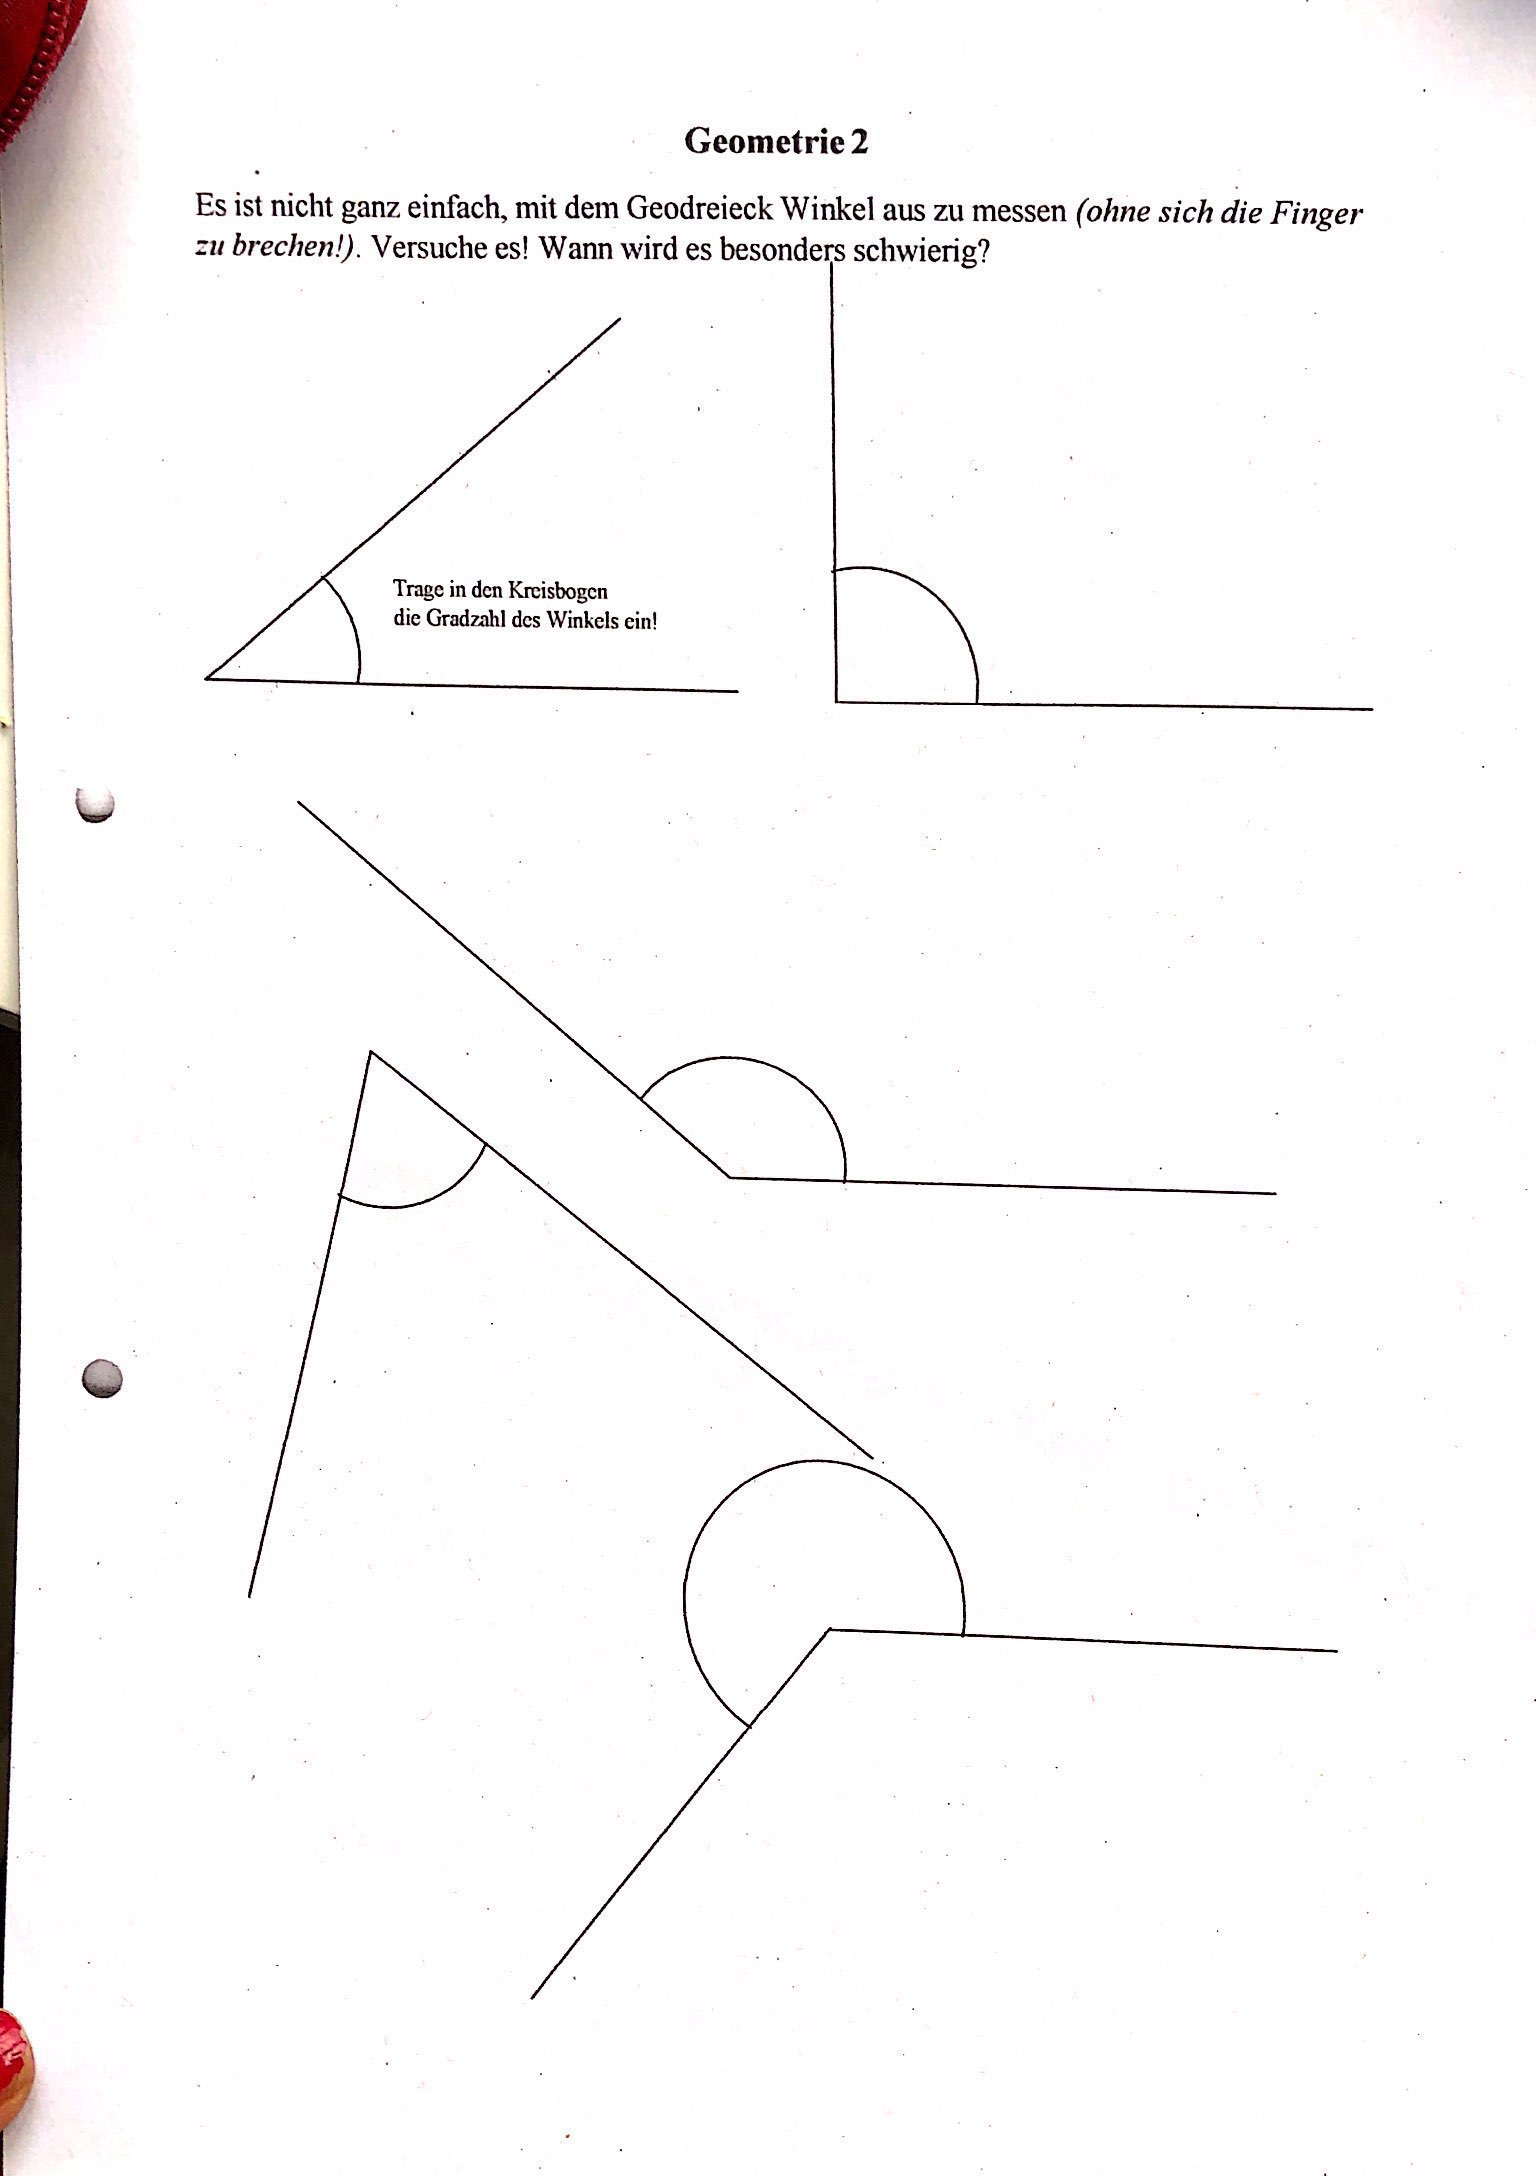 Geometrie 2
Es ist nicht ganz einfach, mit dem Geodreieck Winkel aus zu messen (ohne sich die Finger
zu brechen!). Versuche es! Wann wird es besonders schwierig?
Trage in den Kreisbogen
die Gradzahl des Winkels ein!